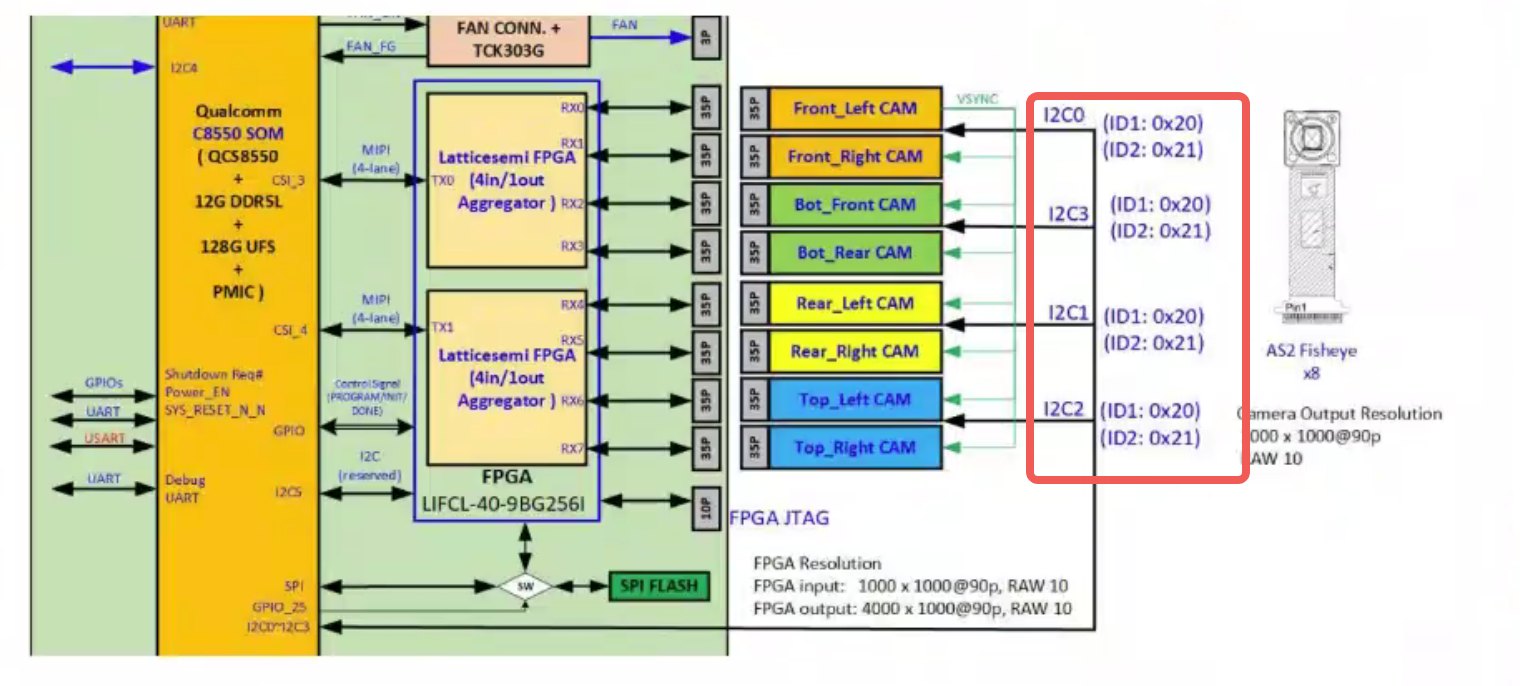 UART
FAN_FG
FAN CONN. +
TCK303G
FAN
3P
I2C4
Qualcomm
C8550 SOM
( QCS8550
+
12G DDR5L
+
128G UFS
+
PMIC )
CSI_3
MIPI
(4-lane)
TX0
Latticesemi FPGA
(4in/1out
Aggregator )
RX0
RX1
RX2
RX3
35P
35P
35P
35P
CSI_4
MIPI
(4-lane)
TX1
Latticesemi FPGA
(4in/1out
Aggregator )
RX4
RX5
RX6
RX7
35P
35P
35P
35P
FPGA
LIFCL-40-9BG256I
10P
FPGA JTAG
GPIOs
UART
USART
UART
Shutdown Req#
Power_EN
SYS_RESET_N_N
Debug
UART
GPIO
Control Signal
(PROGRAM/INIT/
DONE)
I2C
(reserved)
I2C5
SPI
GPIO_25
I2C0~I2C3
SW
SPI FLASH
35P
Front_Left CAM
35P
Front_Right CAM
35P
Bot_Front CAM
35P
Bot_Rear CAM
35P
Rear_Left CAM
35P
Rear_Right CAM
35P
Top_Left CAM
35P
Top_Right CAM
VSYNC
I2C0
(ID1: 0x20)
(ID2: 0x21)
I2C3
(ID1: 0x20)
(ID2: 0x21)
I2C1
(ID1: 0x20)
(ID2: 0x21)
I2C2
(ID1: 0x20)
(ID2: 0x21)
Pin1
AS2 Fisheye
x8
Camera Output Resolution
000 x 1000@90p
AW 10
FPGA Resolution
FPGA input: 1000 x 1000@90p, RAW 10
FPGA output: 4000 x 1000@90p, RAW 10